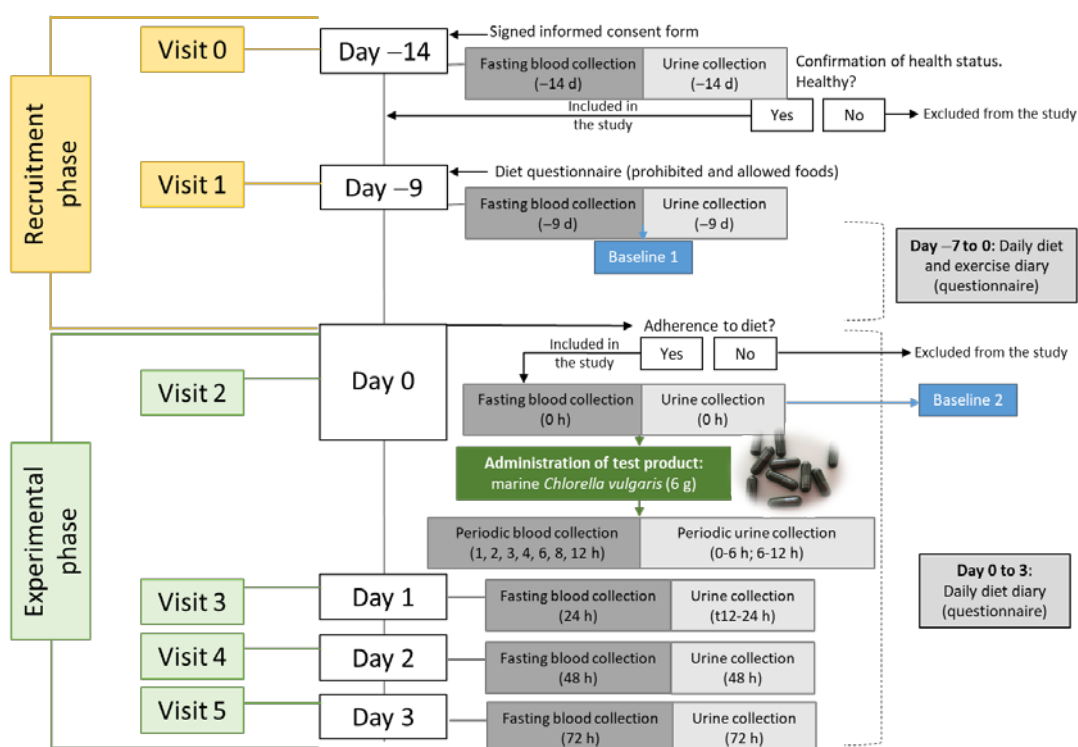 Recruitment
phase
Visit 0
Day −14
Signed informed consent form
Fasting blood collection
(−14 d)
Urine collection
(−14 d)
Confirmation of health status.
Healthy?
Included in
the study
Yes
No
Excluded from the study
Visit 1
Day −9
Diet questionnaire (prohibited and allowed foods)
Fasting blood collection
(−9 d)
Urine collection
(−9 d)
Baseline 1
Day −7 to 0: Daily diet
and exercise diary
(questionnaire)
Experimental
phase
Visit 2
Day 0
Adherence to diet?
Included in
the study
Yes
No
Excluded from the study
Fasting blood collection
(0 h)
Urine collection
(0 h)
Baseline 2
Administration of test product:
marine Chlorella vulgaris (6 g)
Periodic blood collection
(1, 2, 3, 4, 6, 8, 12 h)
Periodic urine collection
(0-6 h; 6-12 h)
Day 0 to 3:
Daily diet diary
(questionnaire)
Visit 3
Day 1
Fasting blood collection
(24 h)
Urine collection
(t12-24 h)
Visit 4
Day 2
Fasting blood collection
(48 h)
Urine collection
(48 h)
Visit 5
Day 3
Fasting blood collection
(72 h)
Urine collection
(72 h)